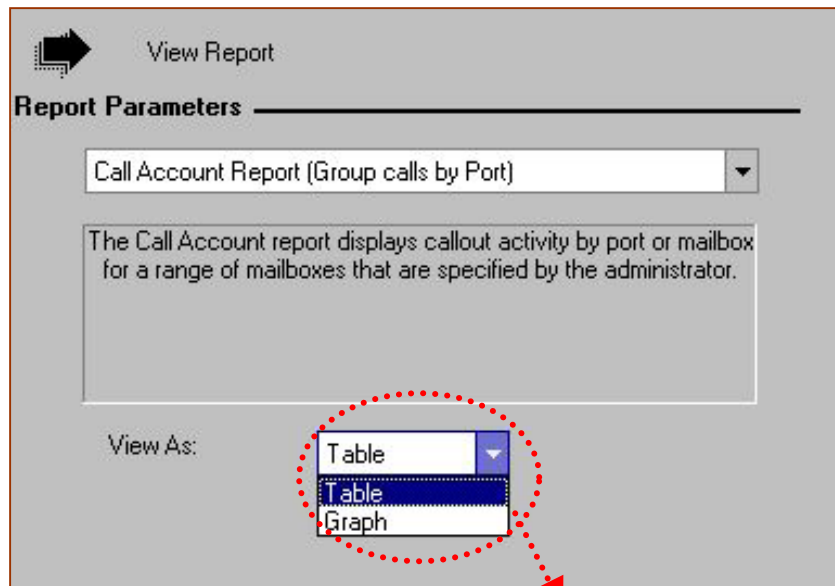 View Report
Report Parameters
Call Account Report (Group calls by Port)
The Call Account report displays callout activity by port or mailbox
for a range of mailboxes that are specified by the administrator.
View As:
Table
Table
Graph